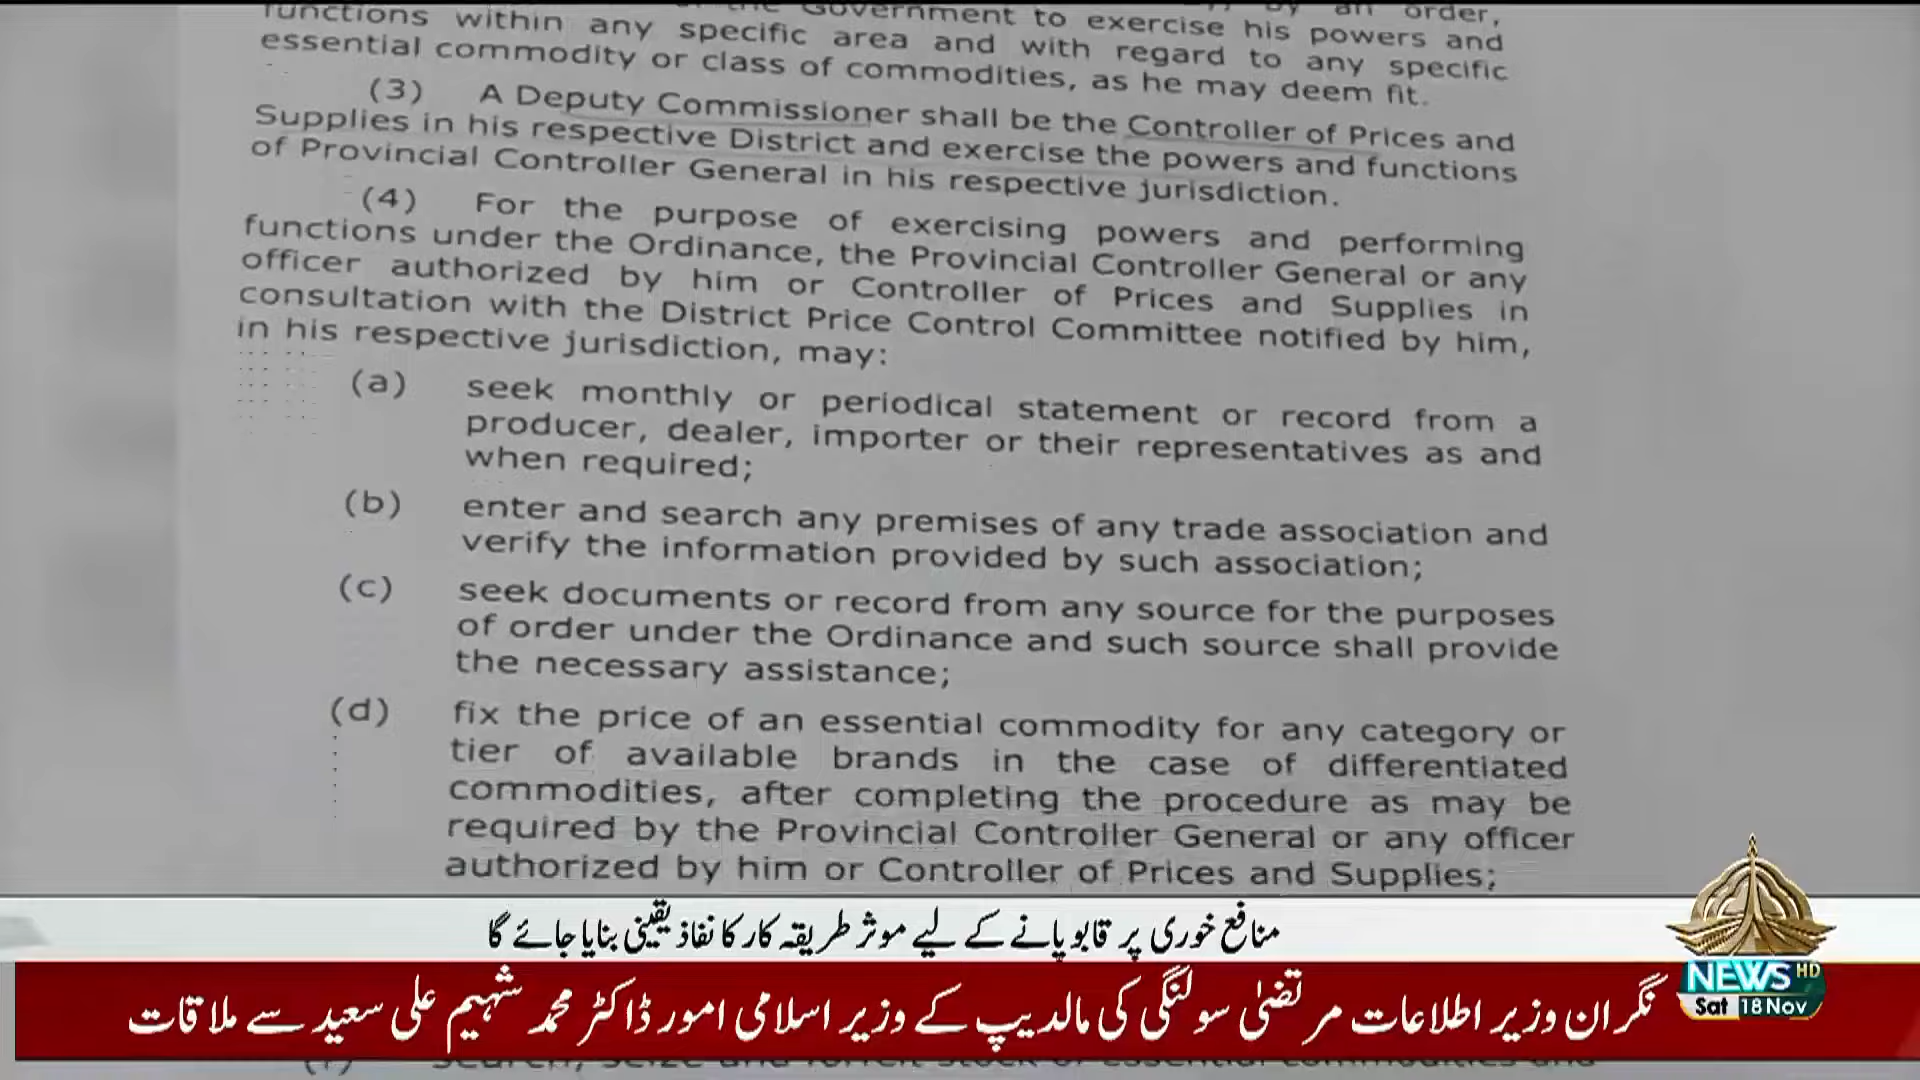 the Government to exercise his powers and
by an order,
functions within any specific area and with regard to any specific
essential commodity or class of commodities, as he may deem fit.
(3) A Deputy Commissioner shall be the Controller of Prices and
Supplies in his respective District and exercise the powers and functions
of Provincial Controller General in his respective jurisdiction.
(4) For the purpose of exercising powers and performing
functions under the Ordinance, the Provincial Controller General or any
officer authorized by him or Controller of Prices and Supplies in
consultation with the District Price Control Committee notified by him,
in his respective jurisdiction, may:
(a) seek monthly or periodical statement or record from a
producer, dealer, importer or their representatives as and
when required;
(b) enter and search any premises of any trade association and
verify the information provided by such association;
(c) seek documents or record from any source for the purposes
of order under the Ordinance and such source shall provide
the necessary assistance;
(d) fix the price of an essential commodity for any category or
tier of available brands in the case of differentiated
commodities, after completing the procedure as may be
required by the Provincial Controller General or any officer
authorized by him or Controller of Prices and Supplies;
منافع خوری پر قابو پانے کے لیے موثر طریقہ کار کا نفاذ یقینی بنایا جائے گا
NEWS HD
Sat 18 Nov
نگران وزیر اطلاعات مرتضیٰ سولنگی کی مالدیپ کے وزیر اسلامی امور ڈاکٹر محمد شہیم علی سعید سے ملاقات